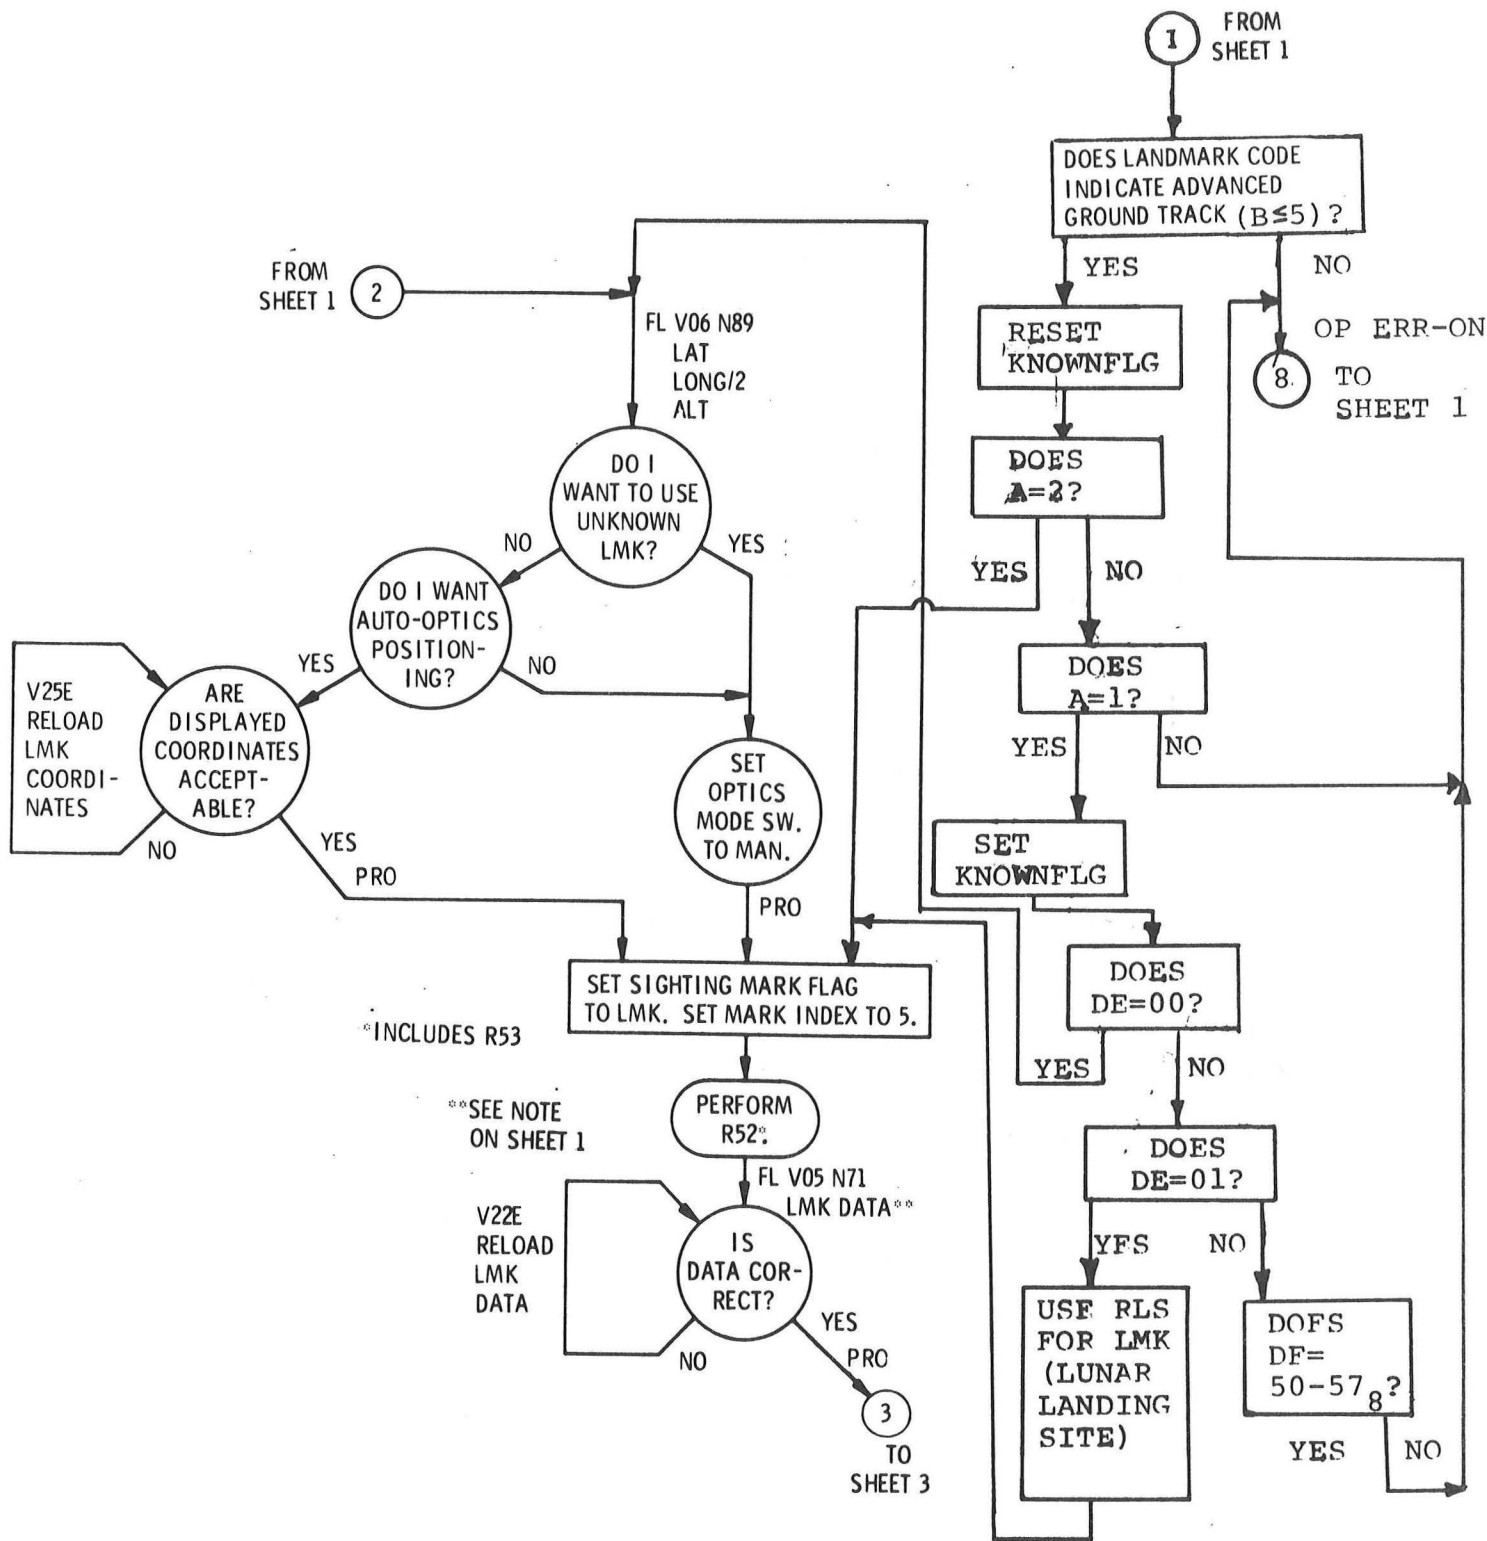 1
FROM
SHEET 1
DOES LANDMARK CODE
INDICATE ADVANCED
GROUND TRACK (B≤5)?
YES
NO
OP ERR-ON
8
TO
SHEET 1
RESET
KNOWNFLG
DOES
A=2?
YES
NO
DOES
A=1?
YES
NO
SET
KNOWNFLG
DOES
DE=00?
YES
NO
DOES
DE=01?
YES
NO
USE RLS
FOR LMK
(LUNAR
LANDING
SITE)
DOES
DE=
50-57₈?
YES
NO
FROM
SHEET 1
2
FL V06 N89
LAT
LONG/2
ALT
DO I
WANT TO USE
UNKNOWN
LMK?
NO
YES
DO I WANT
AUTO-OPTICS
POSITION-
ING?
YES
NO
V25E
RELOAD
LMK
COORDI-
NATES
ARE
DISPLAYED
COORDINATES
ACCEPT-
ABLE?
NO
YES
PRO
SET
OPTICS
MODE SW.
TO MAN.
PRO
SET SIGHTING MARK FLAG
TO LMK. SET MARK INDEX TO 5.
*INCLUDES R53
**SEE NOTE
ON SHEET 1
PERFORM
R52*.
FL V05 N71
LMK DATA**
V22E
RELOAD
LMK
DATA
IS
DATA COR-
RECT?
NO
YES
PRO
3
TO
SHEET 3